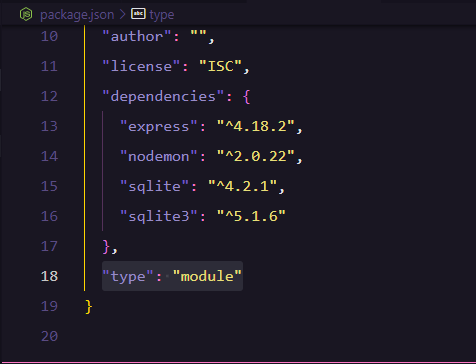 package.json > abc type
10 "author": "",
11 "license": "ISC",
12 "dependencies": {
13 "express": "^4.18.2",
14 "nodemon": "^2.0.22",
15 "sqlite": "^4.2.1",
16 "sqlite3": "^5.1.6"
17 },
18 "type": "module"
19 }
20